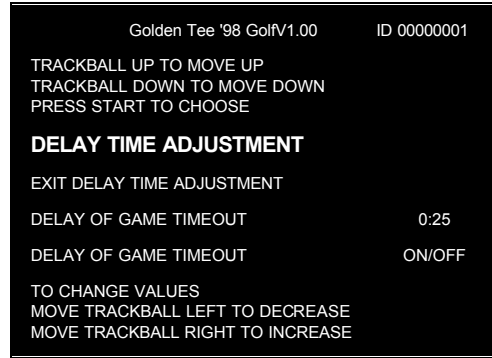 Golden Tee '98 GolfV1.00 ID 00000001
TRACKBALL UP TO MOVE UP
TRACKBALL DOWN TO MOVE DOWN
PRESS START TO CHOOSE
DELAY TIME ADJUSTMENT
EXIT DELAY TIME ADJUSTMENT
DELAY OF GAME TIMEOUT 0:25
DELAY OF GAME TIMEOUT ON/OFF
TO CHANGE VALUES
MOVE TRACKBALL LEFT TO DECREASE
MOVE TRACKBALL RIGHT TO INCREASE